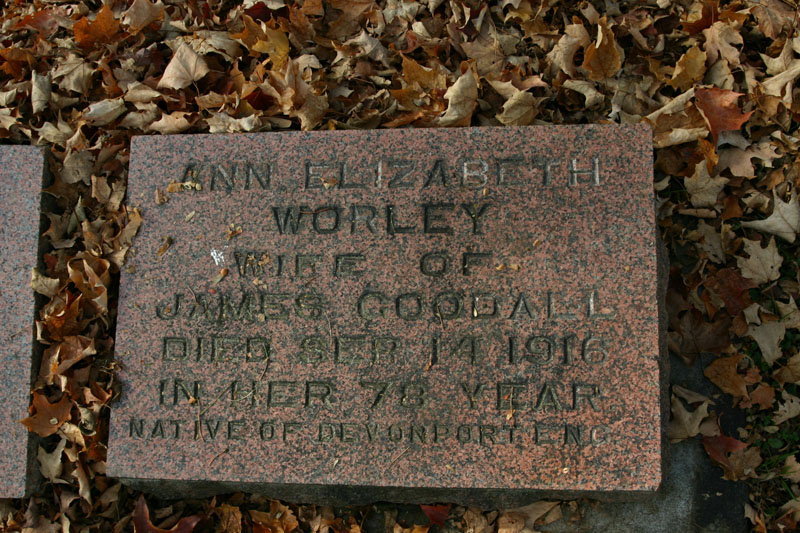 ANN ELIZABETH
WORLEY
WIFE OF
JAMES GOODALL
DIED SEP. 14 1916
IN HER 78 YEAR
NATIVE OF DEVONPORT ENG.